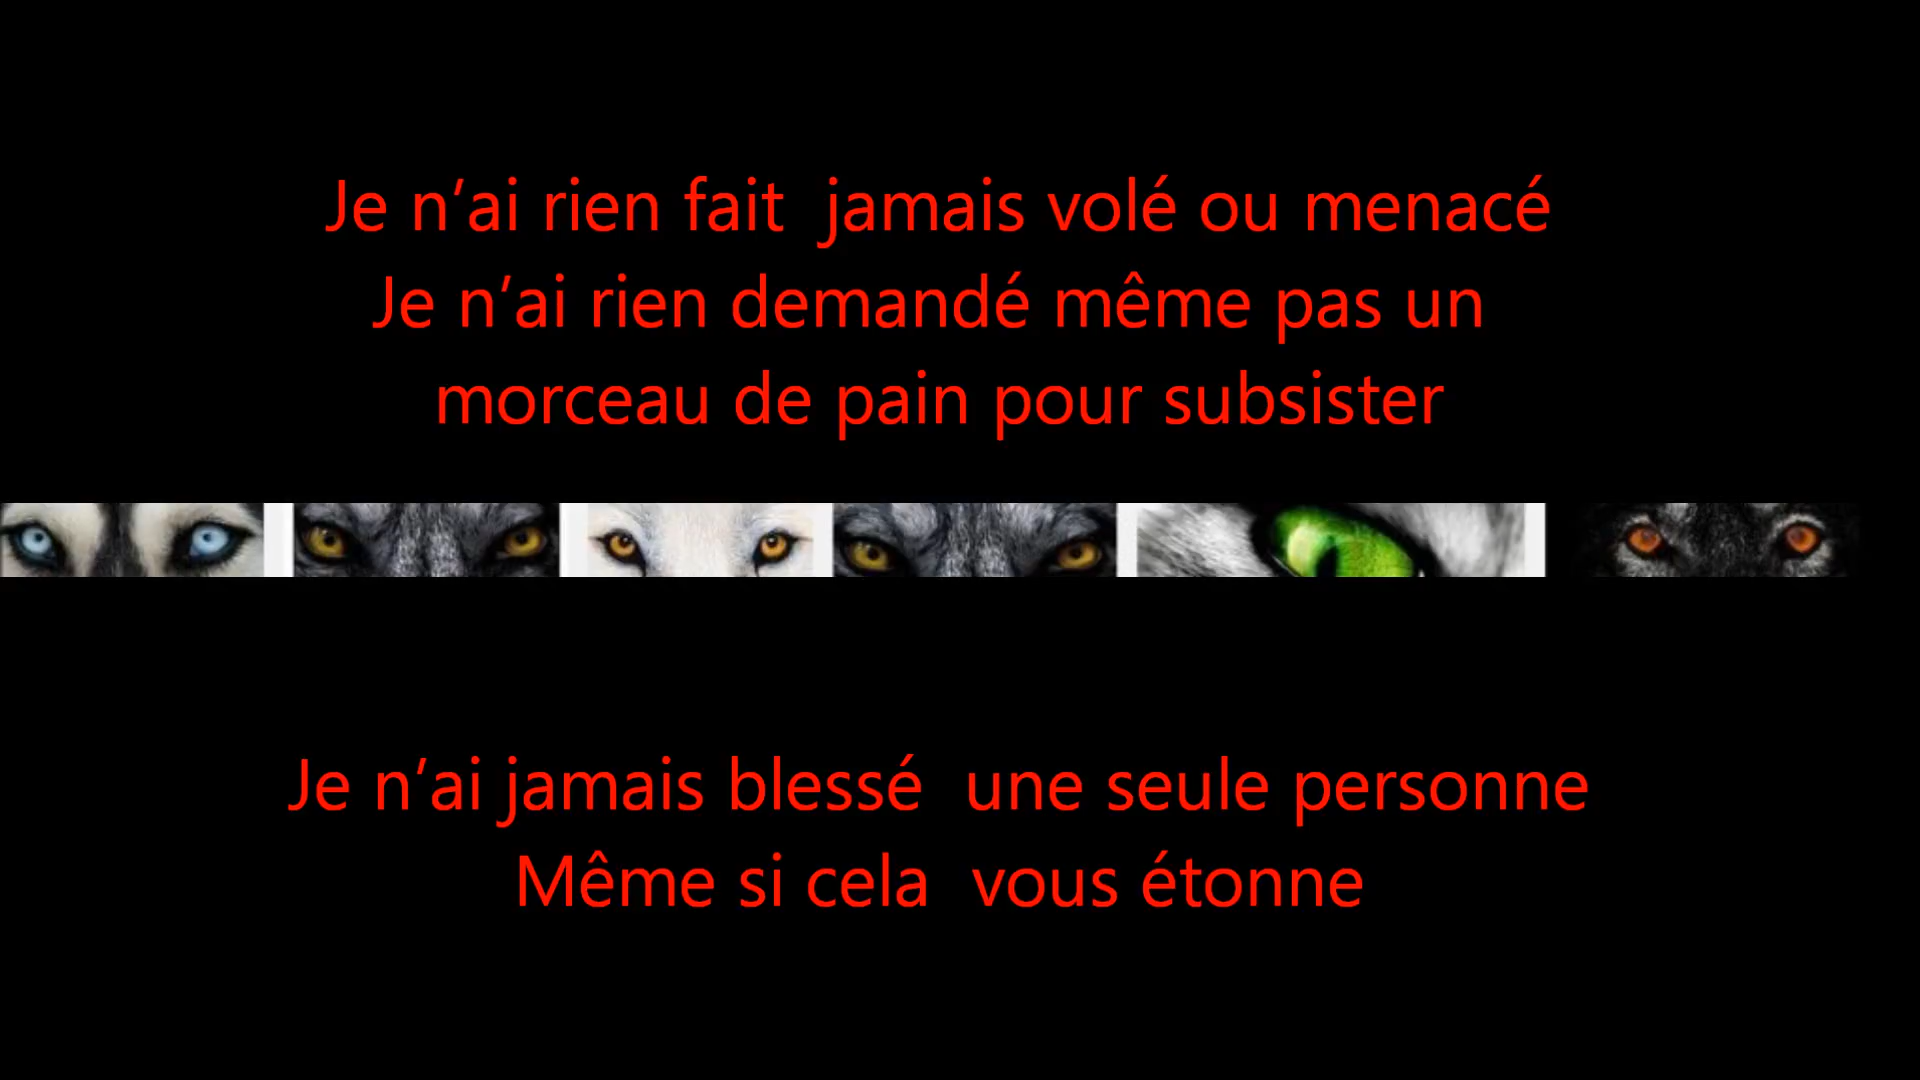 Je n’ai rien fait  jamais volé ou menacé
Je n’ai rien demandé même pas un
morceau de pain pour subsister
Je n’ai jamais blessé  une seule personne
Même si cela  vous étonne